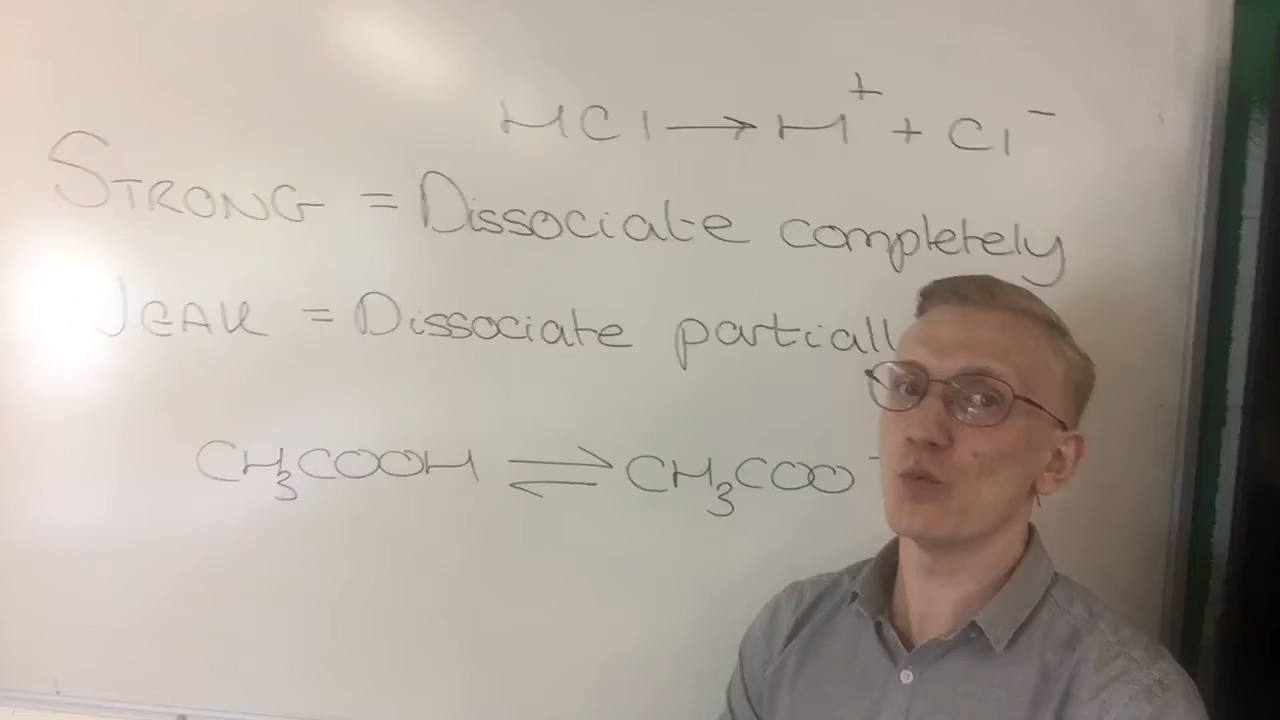 HCl → H⁺ + Cl⁻
STRONG = Dissociate completely
WEAK = Dissociate partiall
CH₃COOH ⇌ CH₃COO⁻